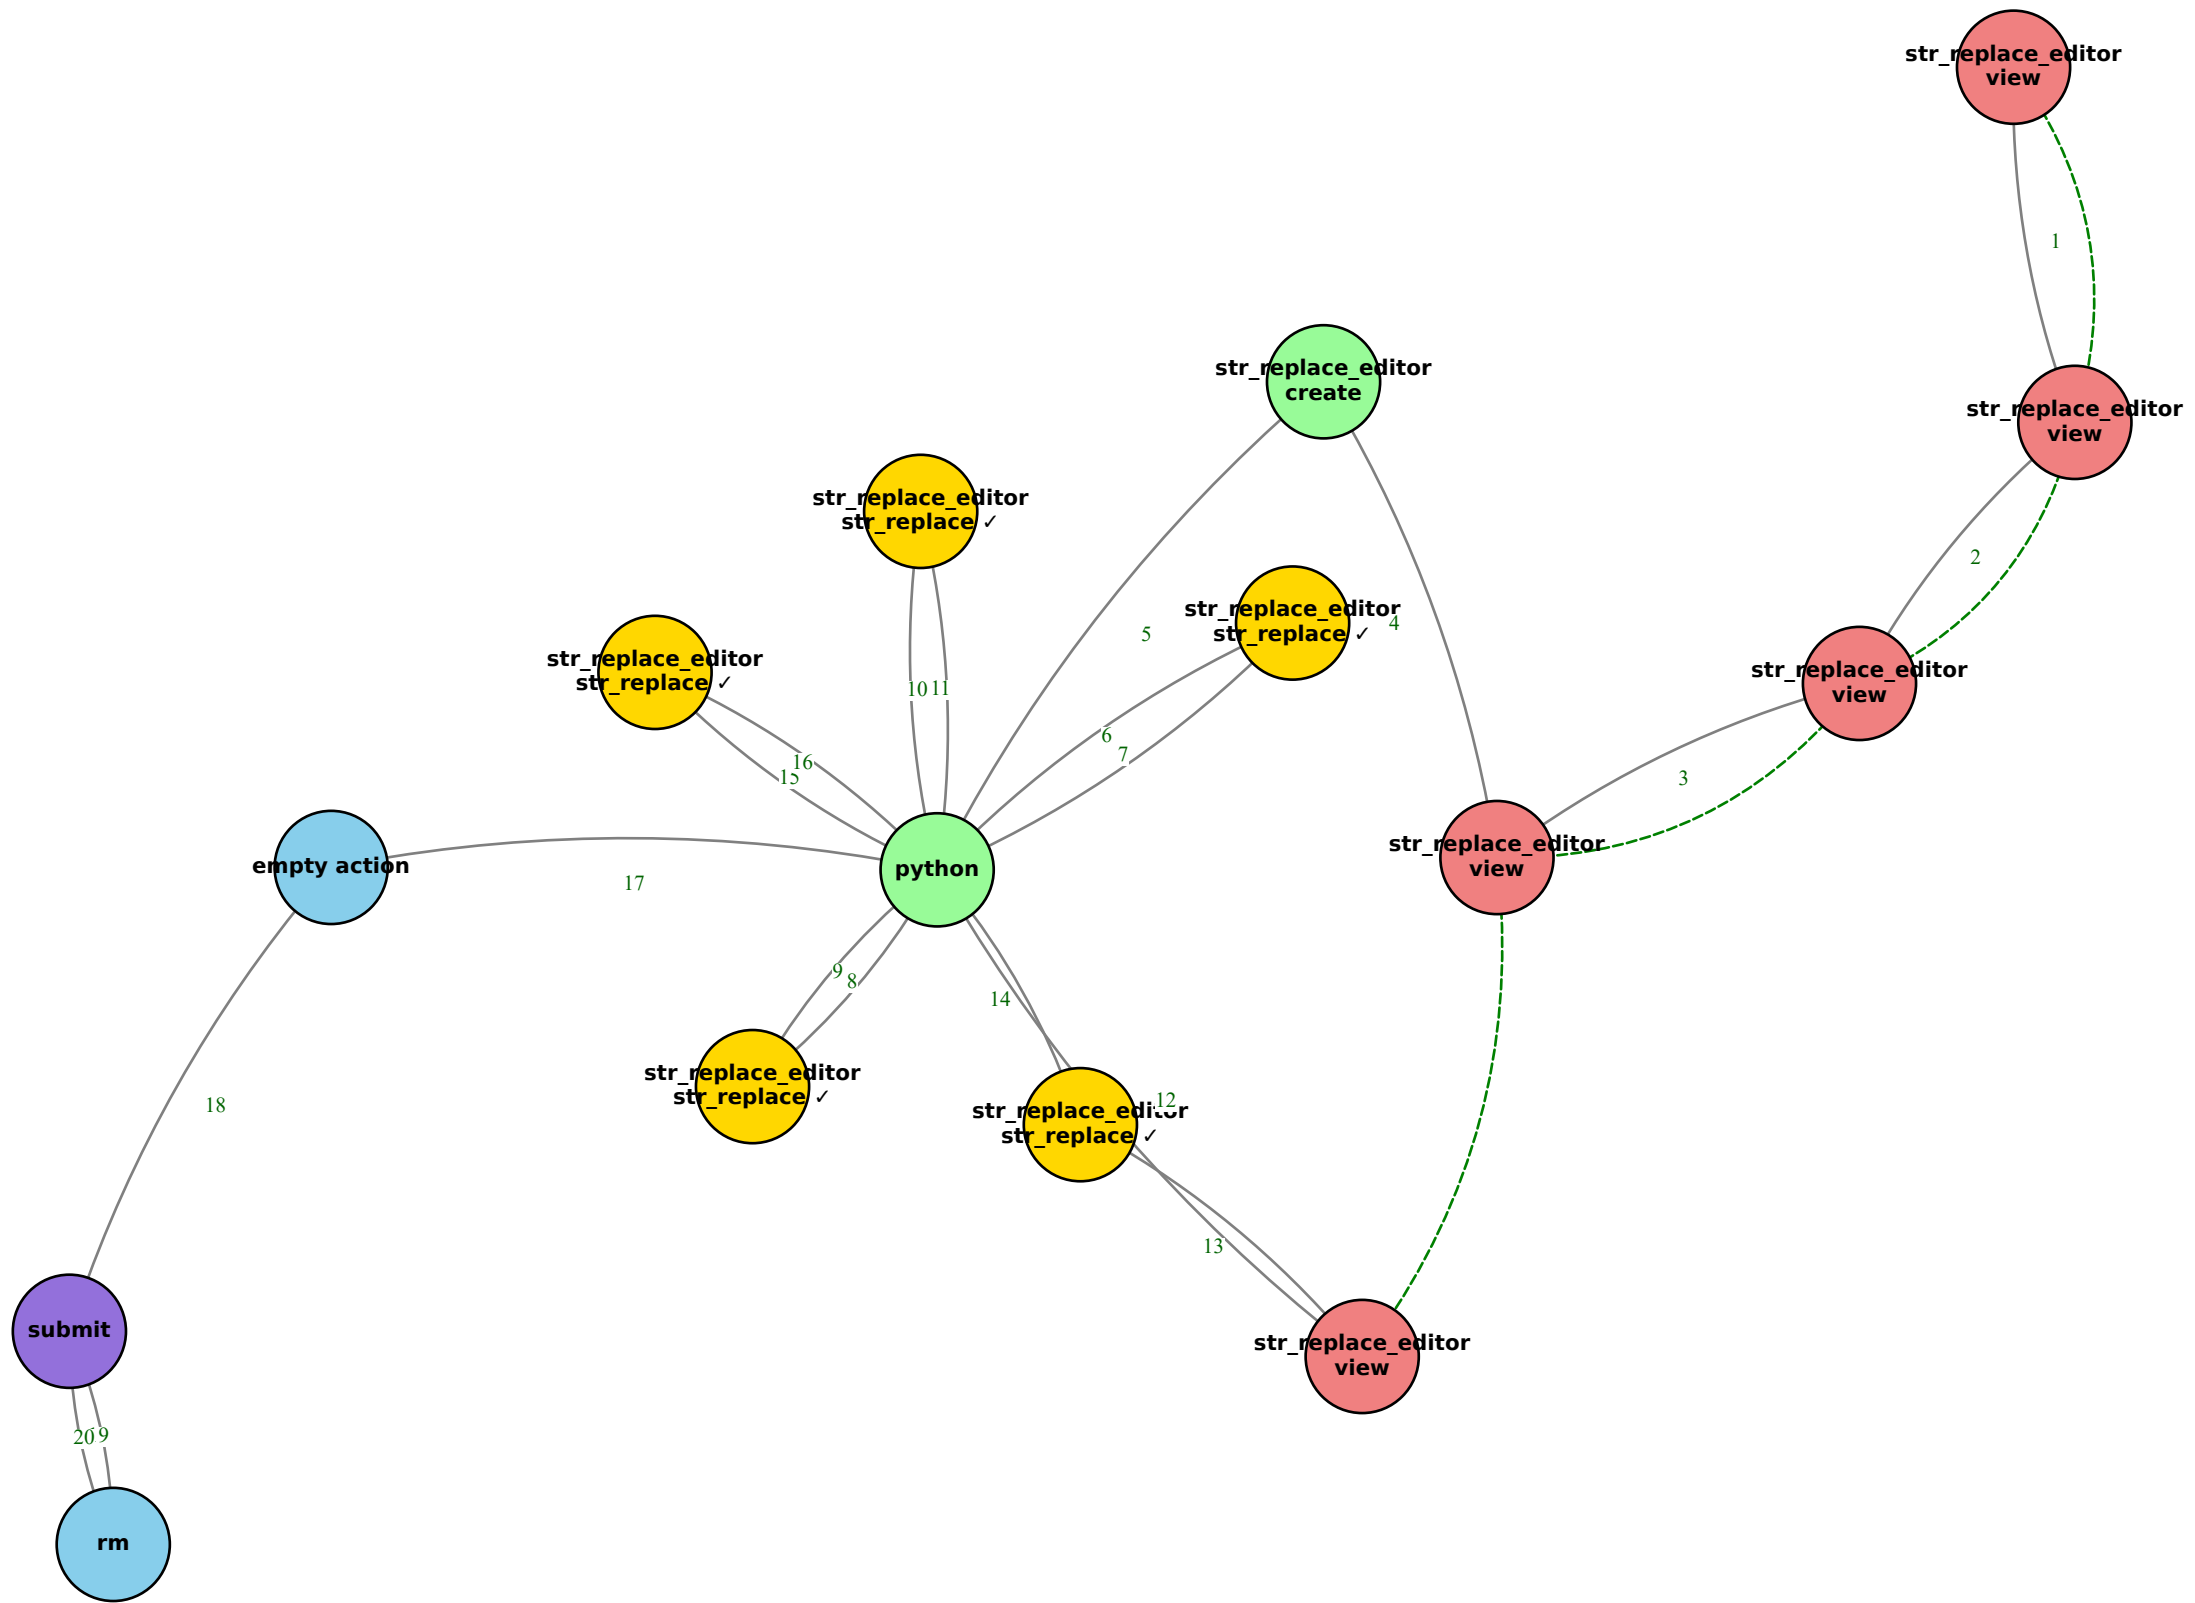 str_replace_editor
view
1
str_replace_editor
create
str_replace_editor
view
str_replace_editor
str_replace ✓
2
str_replace_editor
str_replace ✓
4
5
str_replace_editor
str_replace ✓
str_replace_editor
view
10
11
6
7
16
15
3
str_replace_editor
view
empty action
python
17
9
8
14
str_replace_editor
str_replace ✓
12
str_replace_editor
str_replace ✓
18
13
submit
str_replace_editor
view
20
9
rm